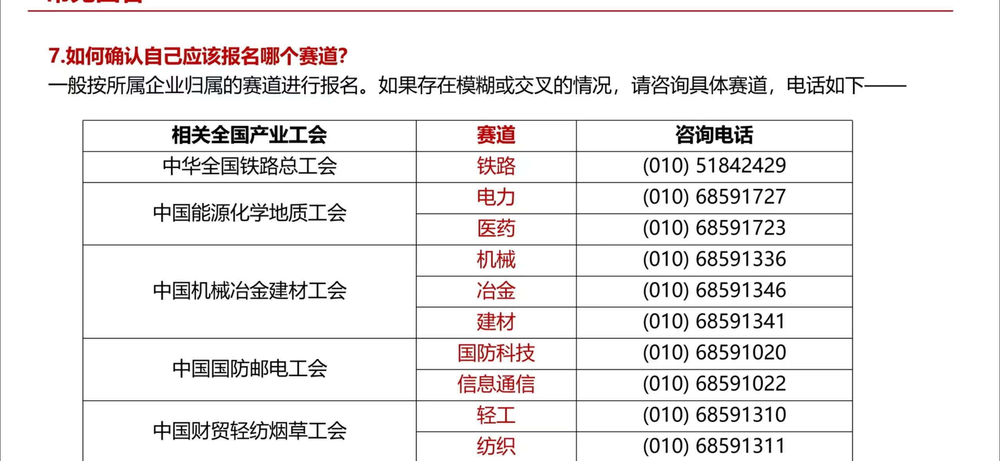 7.如何确认自己应该报名哪个赛道？
一般按所属企业归属的赛道进行报名。如果存在模糊或交叉的情况，请咨询具体赛道，电话如下——
相关全国产业工会 赛道 咨询电话
中华全国铁路总工会 铁路 (010) 51842429
中国能源化学地质工会 电力 (010) 68591727
医药 (010) 68591723
中国机械冶金建材工会 机械 (010) 68591336
冶金 (010) 68591346
建材 (010) 68591341
中国国防邮电工会 国防科技 (010) 68591020
信息通信 (010) 68591022
中国财贸轻纺烟草工会 轻工 (010) 68591310
纺织 (010) 68591311